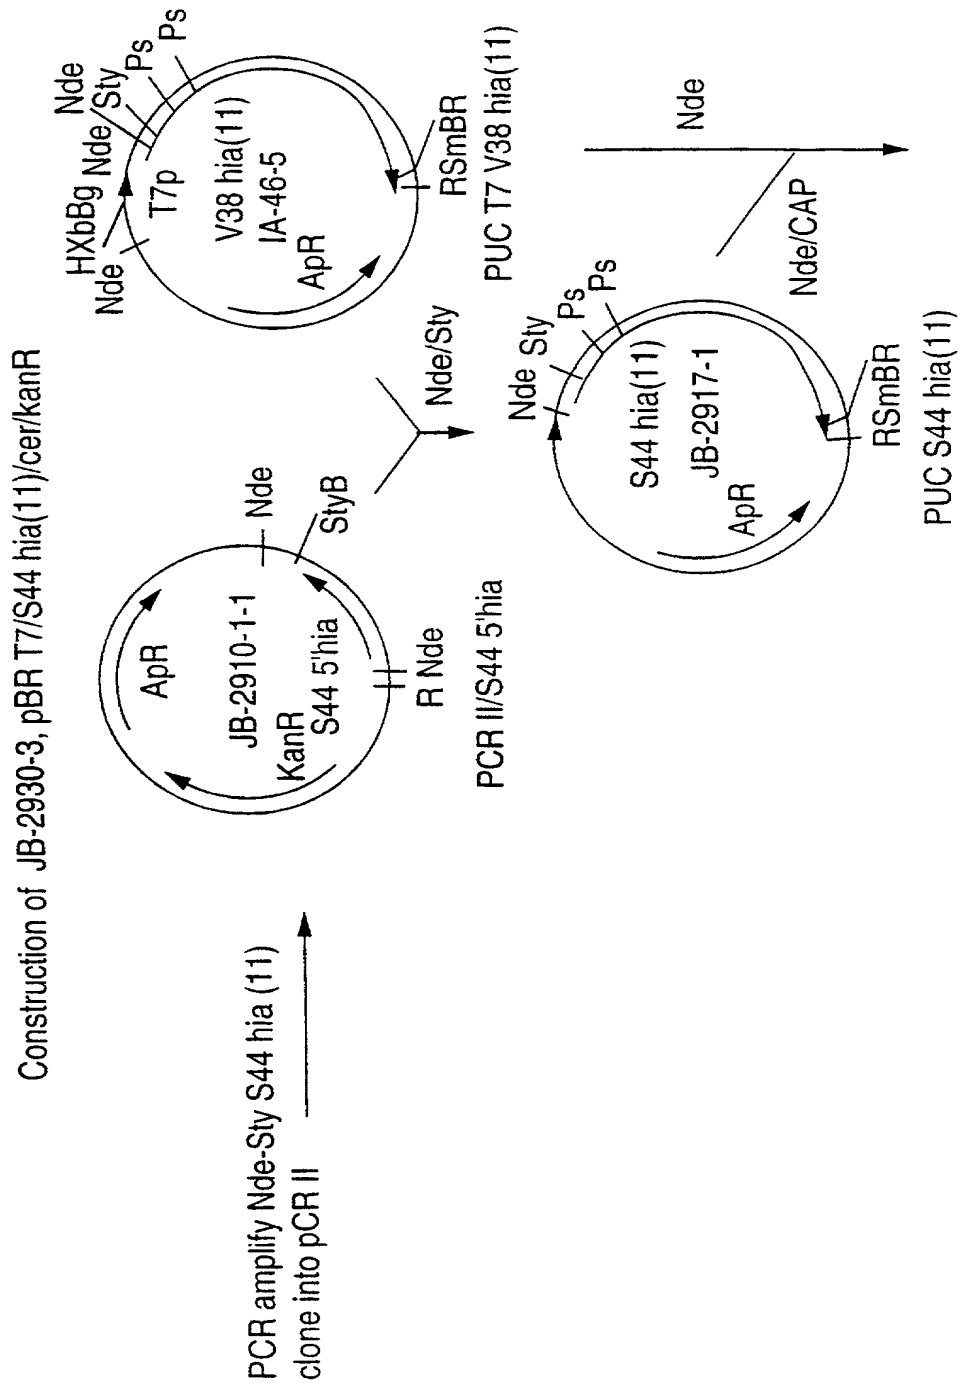 Construction of JB-2930-3, pBR T7/S44 hia(11)/cer/kanR
PCR amplify Nde-Sty S44 hia (11)
clone into pCR II
ApR
JB-2910-1-1
KanR
S44 5'hia
Nde
StyB
R Nde
PCR II/S44 5'hia
Nde
HXbBg
Nde
Nde
Sty
Ps
Ps
T7p
V38 hia(11)
IA-46-5
ApR
RSmBR
PUC T7 V38 hia(11)
Nde/Sty
Nde
Sty
Ps
Ps
S44 hia(11)
JB-2917-1
ApR
RSmBR
PUC S44 hia(11)
Nde/CAP
Nde